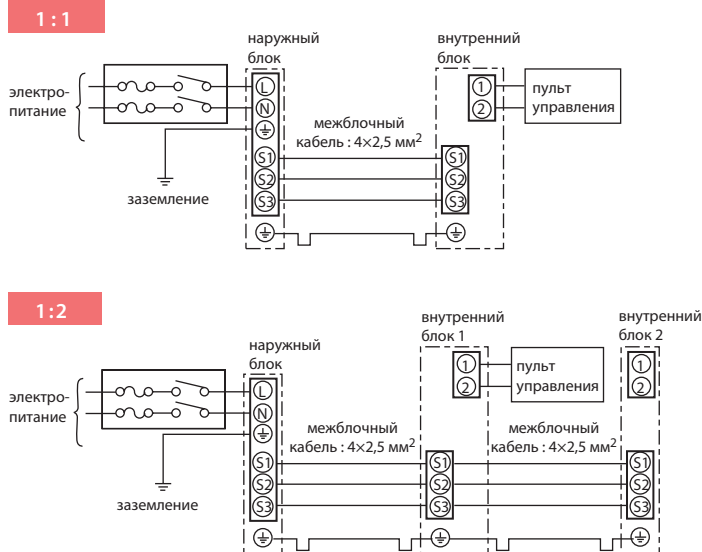 1 : 1
наружный
блок
внутренний
блок
электро-
питание
L
N
1
2
пульт
управления
межблочный
кабель : 4×2,5 мм²
S1
S2
S3
S1
S2
S3
заземление
1:2
наружный
блок
внутренний
блок 1
внутренний
блок 2
электро-
питание
L
N
1
2
пульт
управления
1
2
межблочный
кабель : 4×2,5 мм²
межблочный
кабель : 4×2,5 мм²
S1
S2
S3
S1
S2
S3
S1
S2
S3
заземление